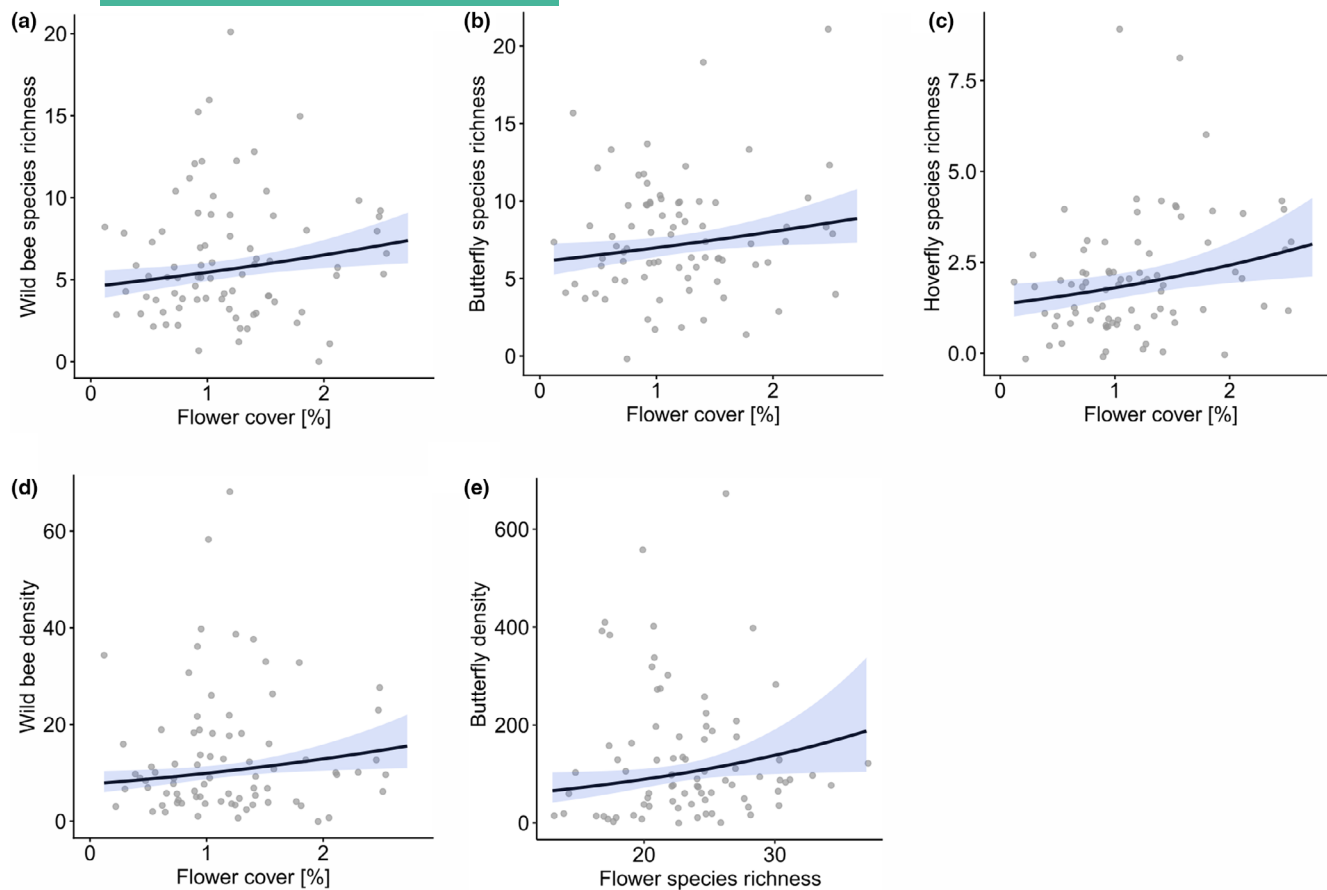 (a)
Wild bee species richness
20
15
10
5
0
0 1 2
Flower cover [%]
(b)
Butterfly species richness
20
15
10
5
0
0 1 2
Flower cover [%]
(c)
Hoverfly species richness
7.5
5.0
2.5
0.0
0 1 2
Flower cover [%]
(d)
Wild bee density
60
40
20
0
0 1 2
Flower cover [%]
(e)
Butterfly density
600
400
200
0
20 30
Flower species richness